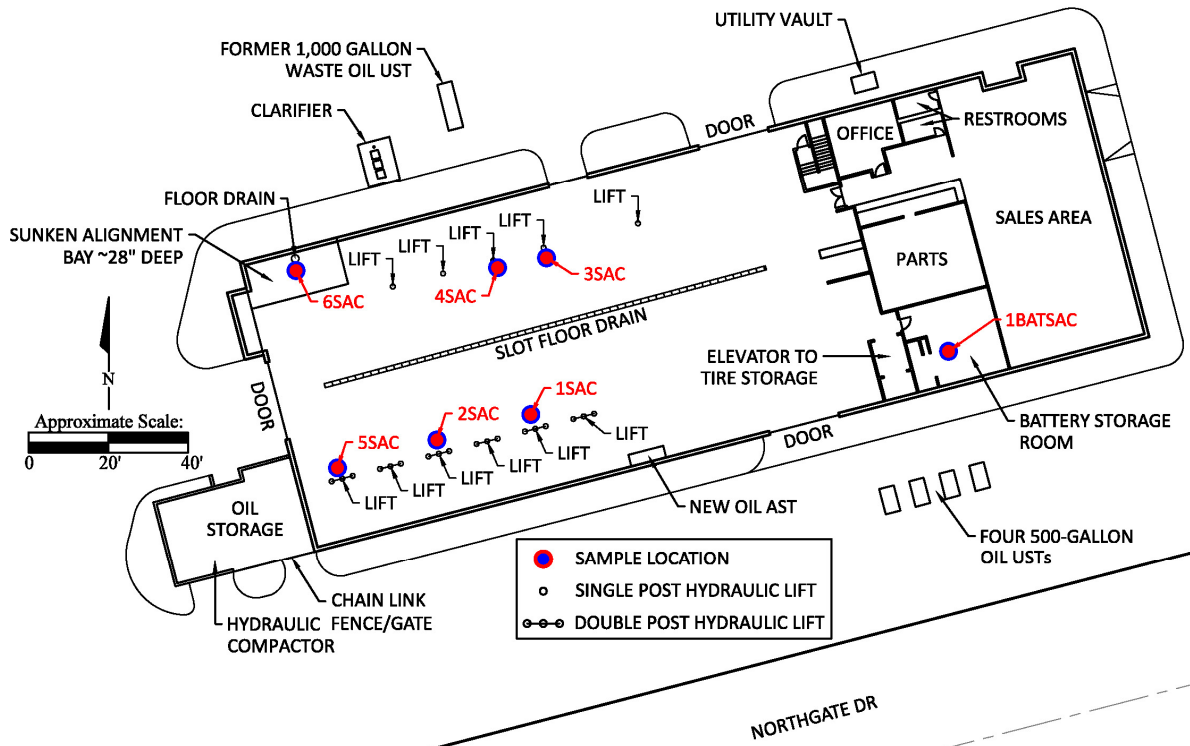 UTILITY VAULT
FORMER 1,000 GALLON
WASTE OIL UST
CLARIFIER
DOOR
OFFICE
RESTROOMS
FLOOR DRAIN
LIFT
SUNKEN ALIGNMENT
BAY ~28" DEEP
LIFT
LIFT
LIFT
LIFT
SALES AREA
PARTS
3SAC
4SAC
6SAC
SLOT FLOOR DRAIN
1BATSAC
N
ELEVATOR TO
TIRE STORAGE
DOOR
Approximate Scale:
0 20' 40'
1SAC
2SAC
5SAC
BATTERY STORAGE
ROOM
DOOR
LIFT
LIFT
LIFT
LIFT
LIFT
LIFT
OIL
STORAGE
NEW OIL AST
FOUR 500-GALLON
OIL USTs
SAMPLE LOCATION
SINGLE POST HYDRAULIC LIFT
DOUBLE POST HYDRAULIC LIFT
CHAIN LINK
FENCE/GATE
HYDRAULIC
COMPACTOR
NORTHGATE DR